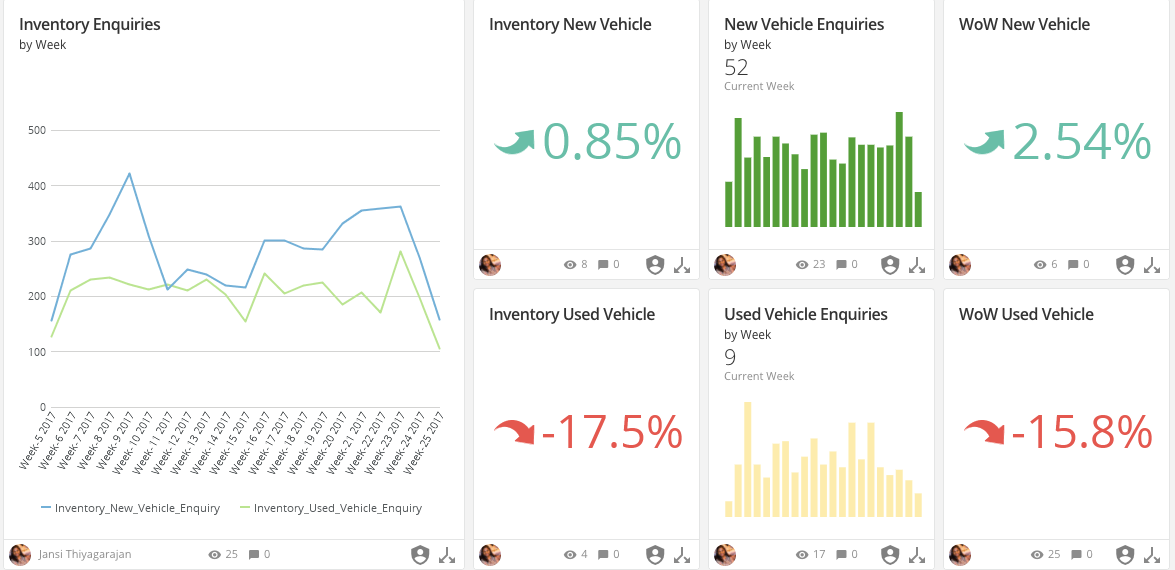 Inventory Enquiries
by Week
500
400
300
200
100
0
Week-5 2017
Week-6 2017
Week-7 2017
Week-8 2017
Week-9 2017
Week-10 2017
Week-11 2017
Week-12 2017
Week-13 2017
Week-14 2017
Week-15 2017
Week-16 2017
Week-17 2017
Week-18 2017
Week-19 2017
Week-20 2017
Week-21 2017
Week-22 2017
Week-23 2017
Week-24 2017
Week-25 2017
Inventory_New_Vehicle_Enquiry
Inventory_Used_Vehicle_Enquiry
Jansi Thiyagarajan
25
0
Inventory New Vehicle
0.85%
8
0
New Vehicle Enquiries
by Week
52
Current Week
23
0
WoW New Vehicle
2.54%
6
0
Inventory Used Vehicle
-17.5%
4
0
Used Vehicle Enquiries
by Week
9
Current Week
17
0
WoW Used Vehicle
-15.8%
25
0